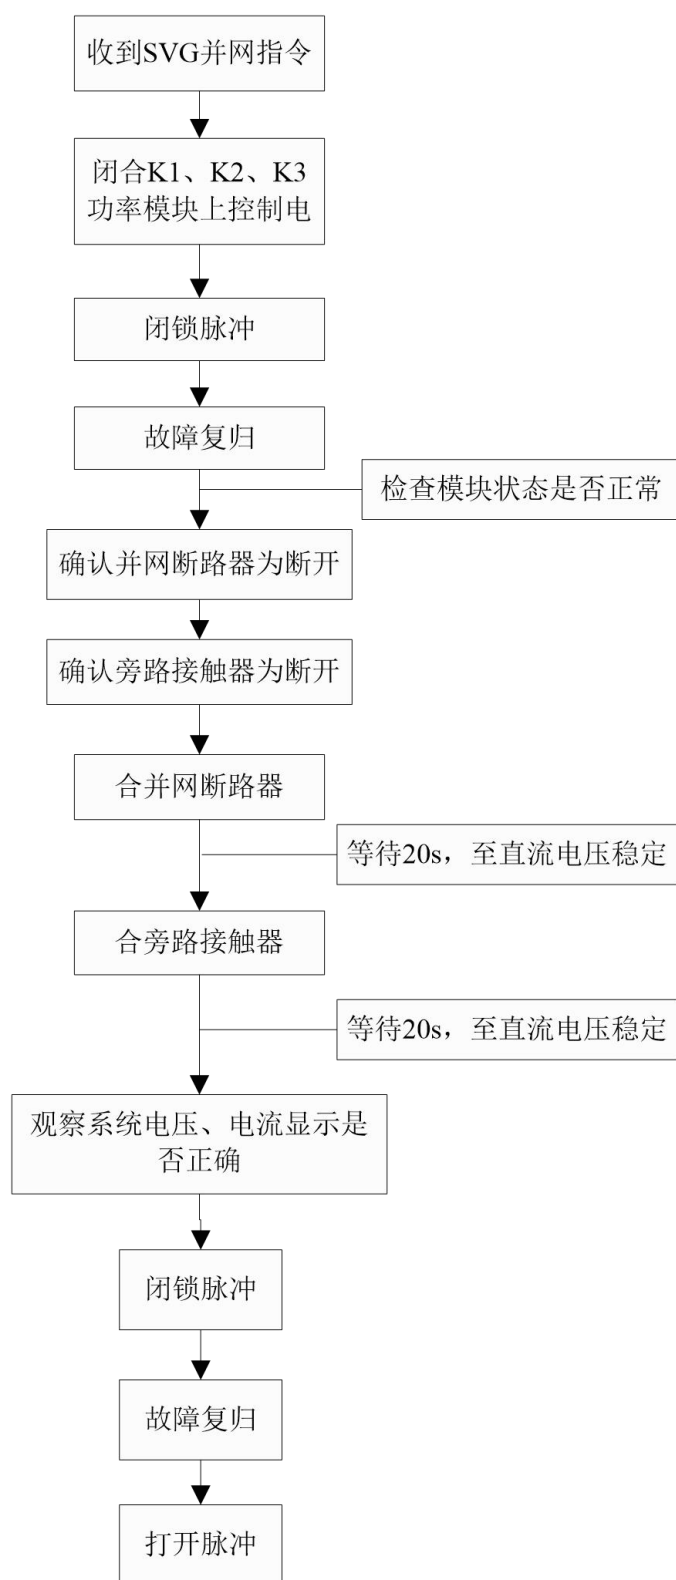 收到SVG并网指令
闭合K1、K2、K3
功率模块上控制电
闭锁脉冲
故障复归
检查模块状态是否正常
确认并网断路器为断开
确认旁路接触器为断开
合并网断路器
等待20s，至直流电压稳定
合旁路接触器
等待20s，至直流电压稳定
观察系统电压、电流显示是
否正确
闭锁脉冲
故障复归
打开脉冲